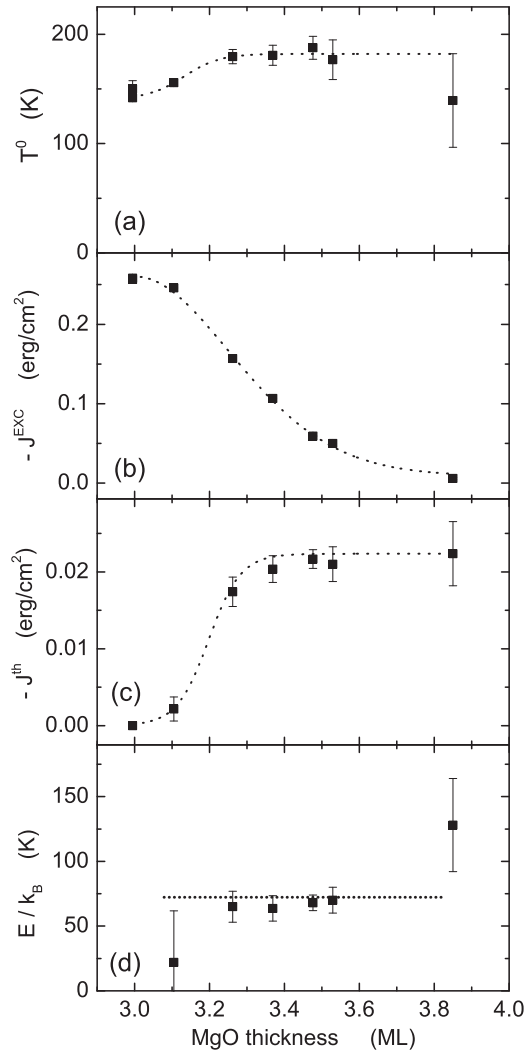 200
100
0
T⁰ (K)
(a)
0.2
0.1
0.0
- J^EXC (erg/cm²)
(b)
0.02
0.01
0.00
- J^th (erg/cm²)
(c)
150
100
50
0
E / k_B (K)
(d)
3.0 3.2 3.4 3.6 3.8 4.0
MgO thickness (ML)